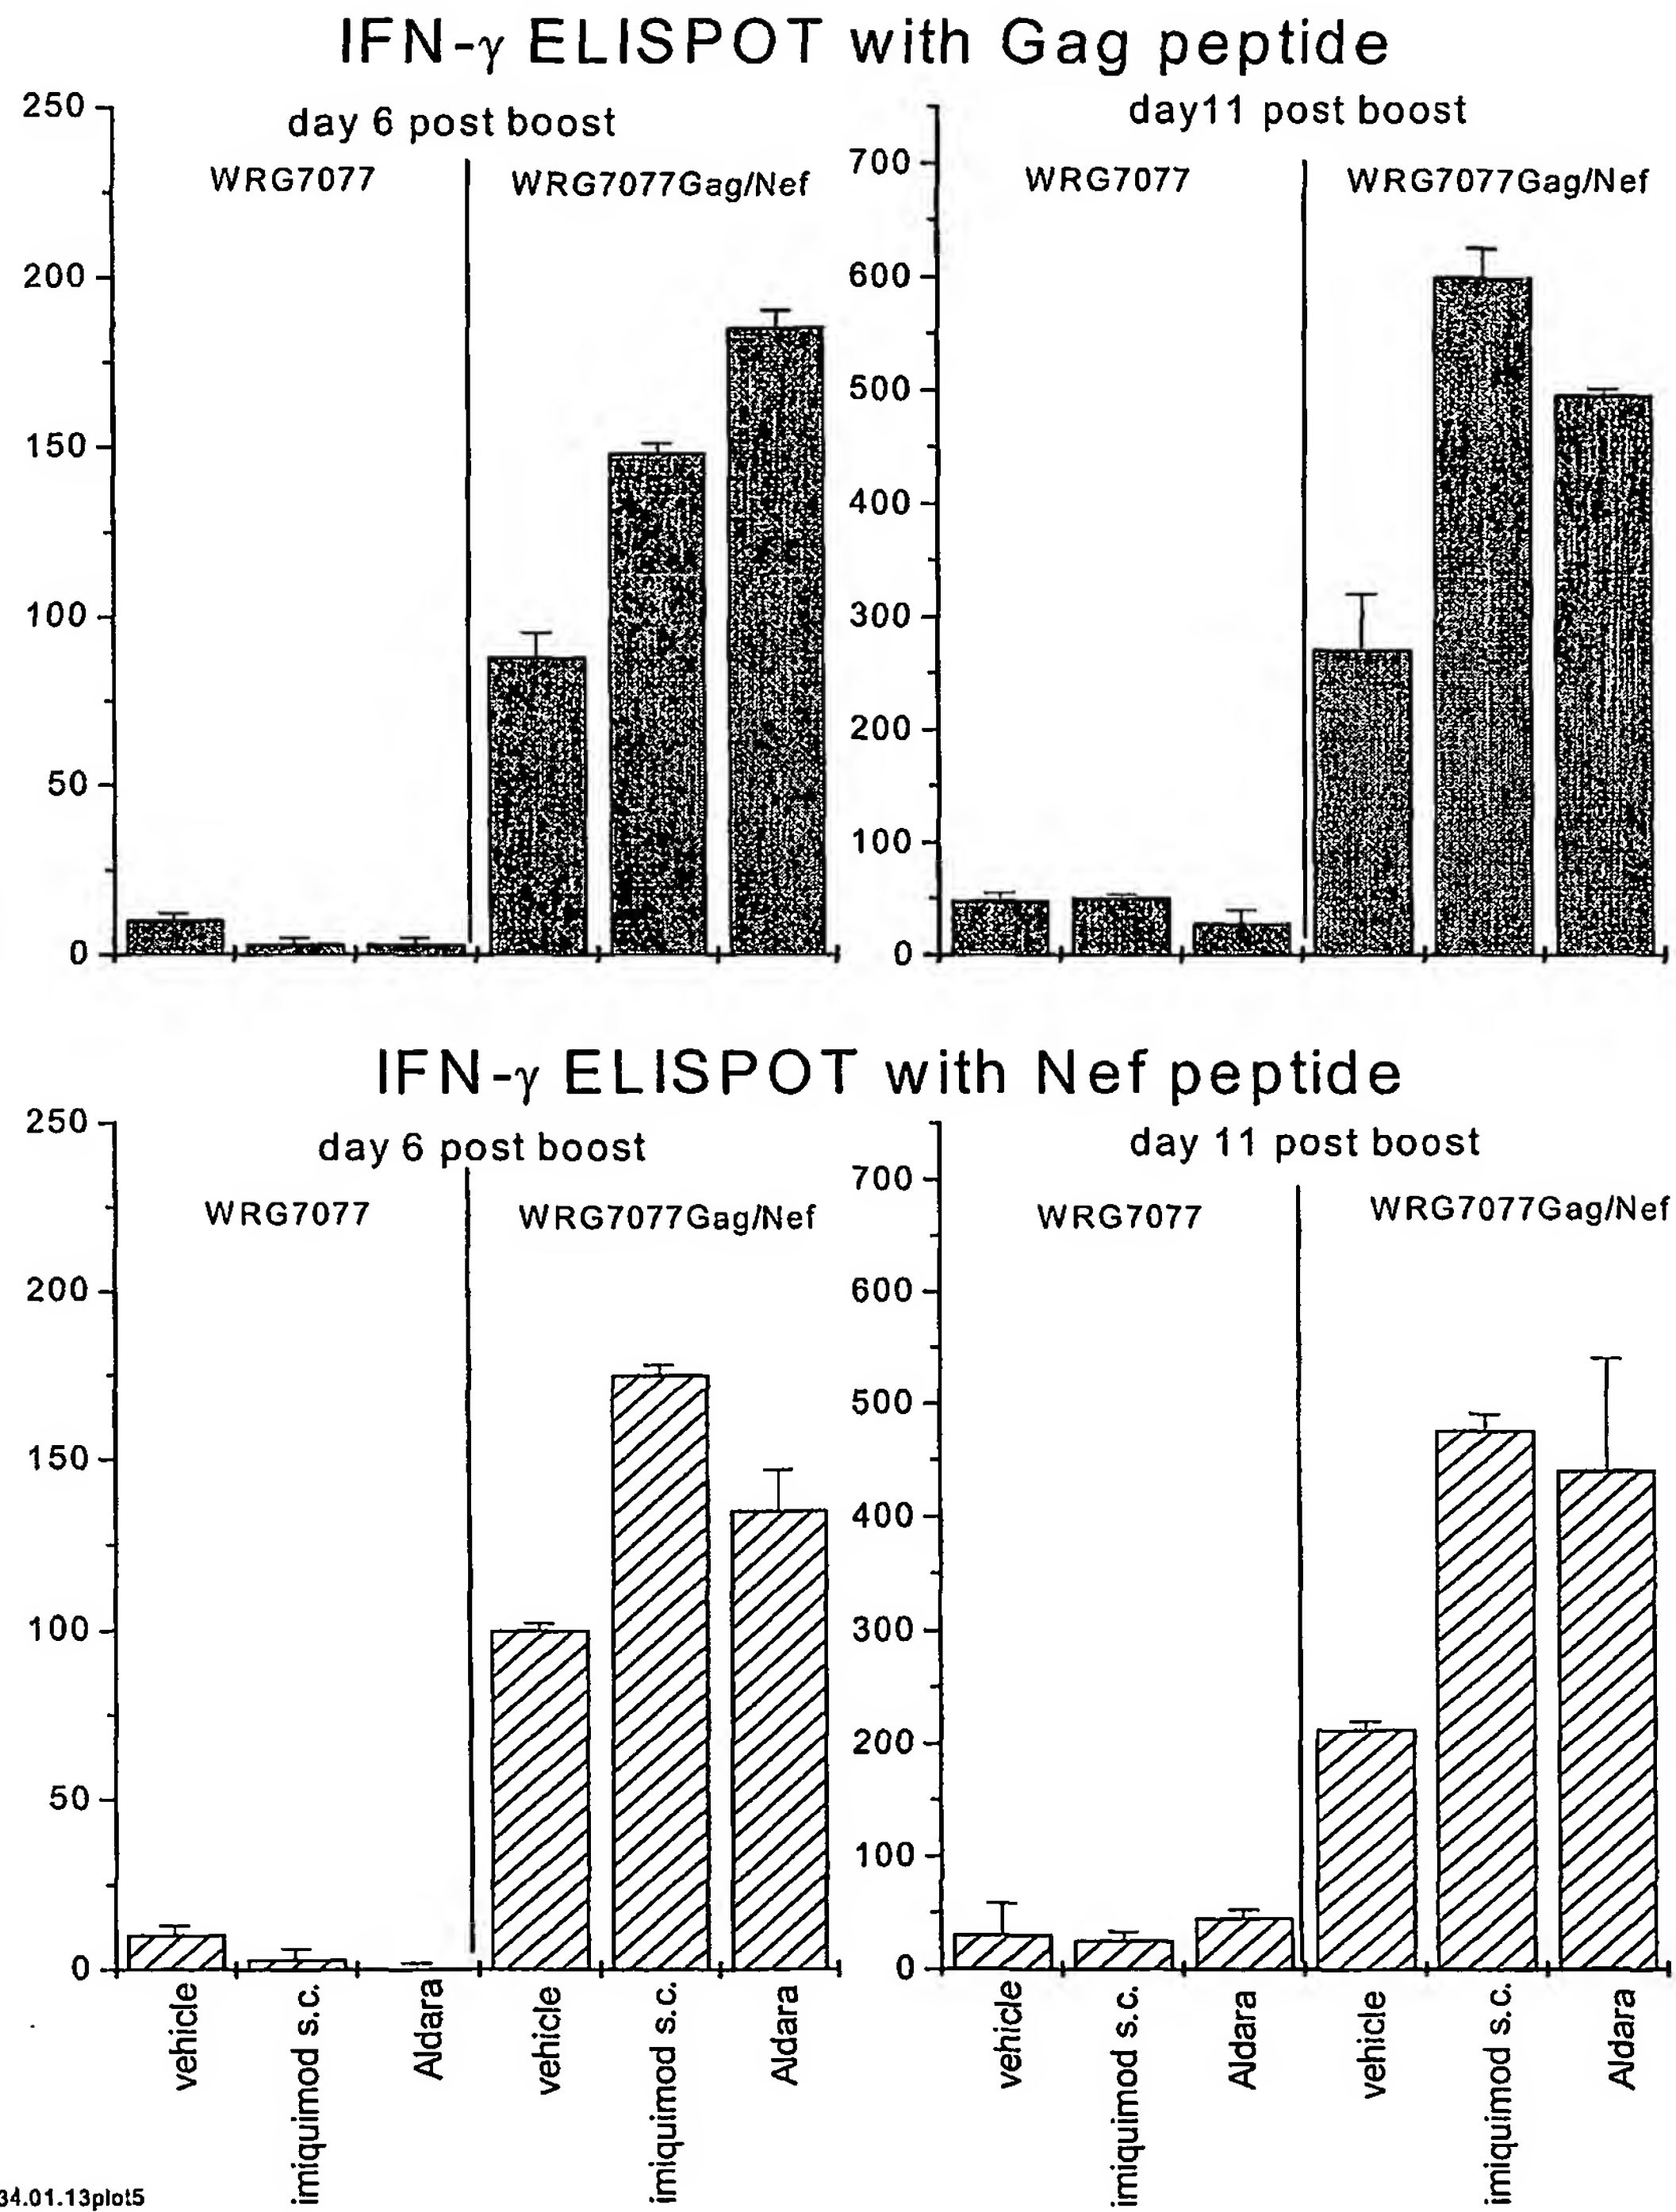 IFN-γ ELISPOT with Gag peptide
day 6 post boost
WRG7077
WRG7077Gag/Nef
250
200
150
100
50
0
day11 post boost
WRG7077
WRG7077Gag/Nef
700
600
500
400
300
200
100
0
IFN-γ ELISPOT with Nef peptide
day 6 post boost
WRG7077
WRG7077Gag/Nef
250
200
150
100
50
0
vehicle
imiquimod s.c.
Aldara
vehicle
imiquimod s.c.
Aldara
day 11 post boost
WRG7077
WRG7077Gag/Nef
700
600
500
400
300
200
100
0
vehicle
imiquimod s.c.
Aldara
vehicle
imiquimod s.c.
Aldara
34.01.13plot5